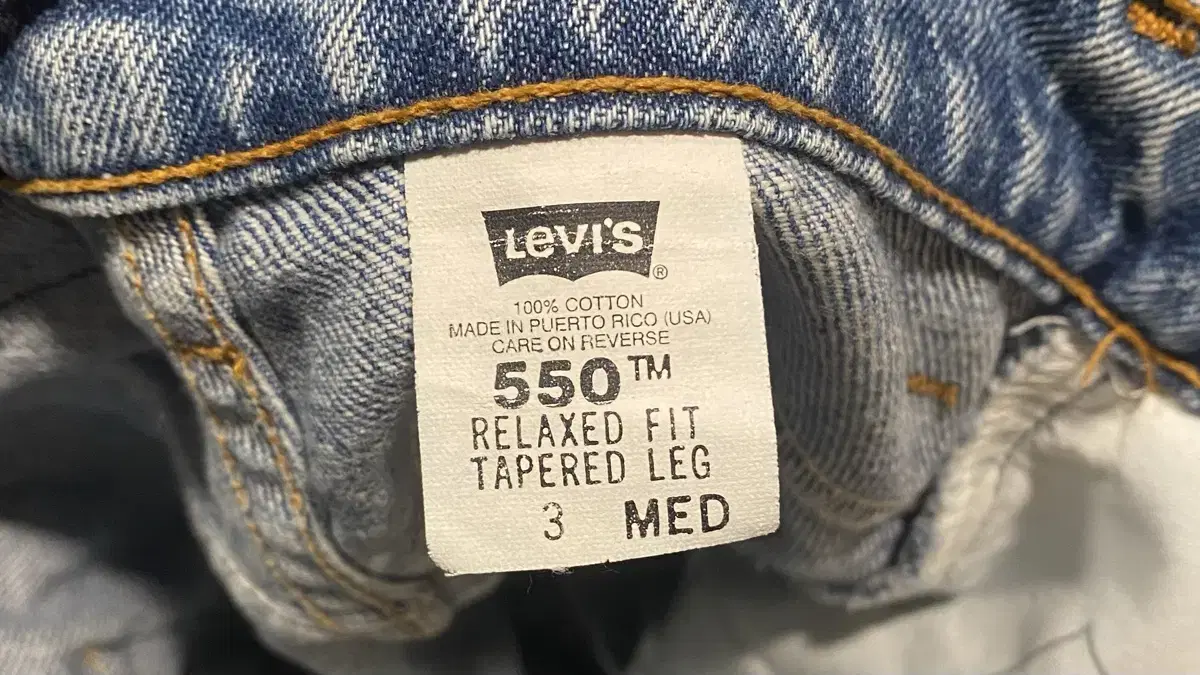 LEVI'S ®
100% COTTON
MADE IN PUERTO RICO (USA)
CARE ON REVERSE
550™
RELAXED FIT
TAPERED LEG
3 MED